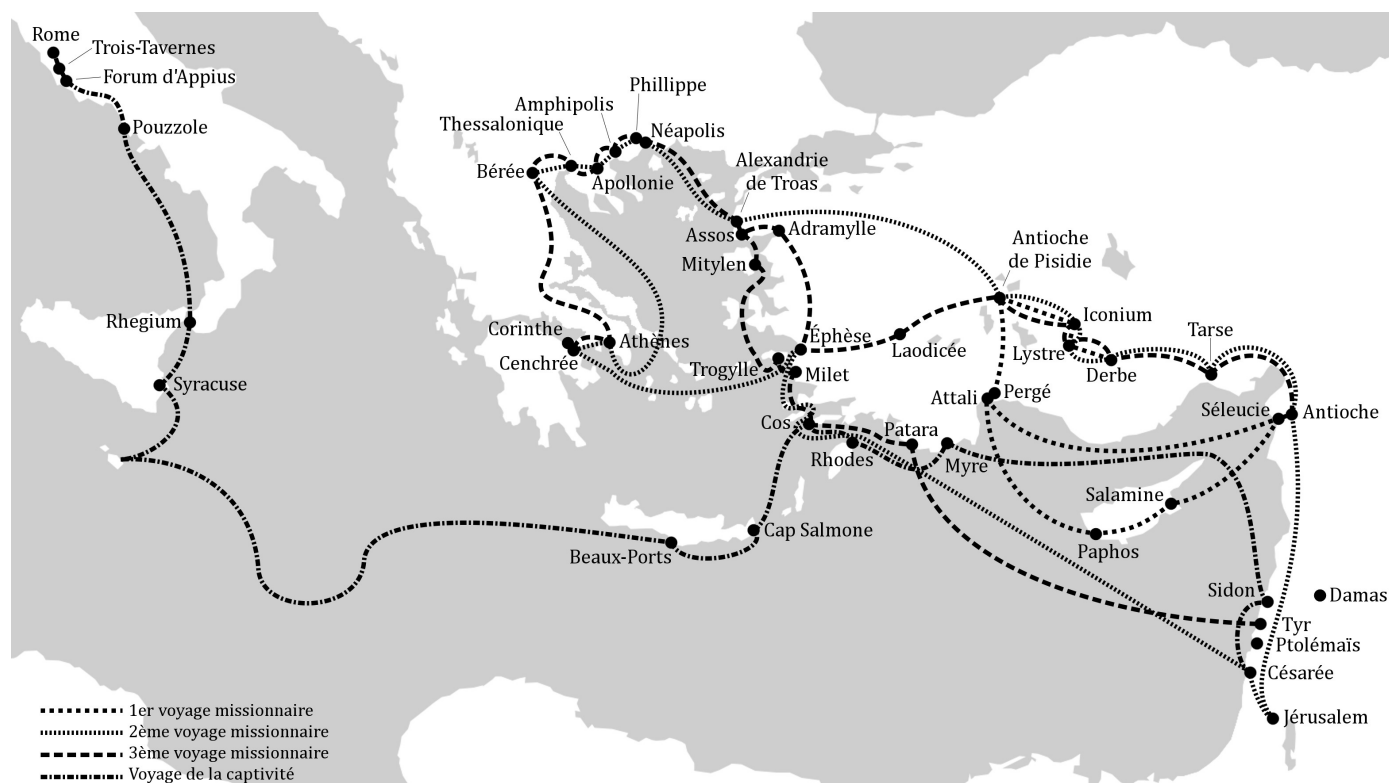 Rome
Trois-Tavernes
Forum d'Appius
Pouzzole
Rhegium
Syracuse
Phillippe
Amphipolis
Thessalonique
Néapolis
Bérée
Apollonie
Alexandrie
de Troas
Assos
Adramylle
Mitylen
Antioche
de Pisidie
Iconium
Corinthe
Cenchrée
Athènes
Éphèse
Laodicée
Lystre
Derbe
Tarse
Trogylle
Milet
Attali
Pergé
Séleucie
Antioche
Cos
Patara
Rhodes
Myre
Salamine
Paphos
Cap Salmone
Beaux-Ports
Sidon
Damas
Tyr
Ptolémaïs
Césarée
Jérusalem
1er voyage missionnaire
2ème voyage missionnaire
3ème voyage missionnaire
Voyage de la captivité